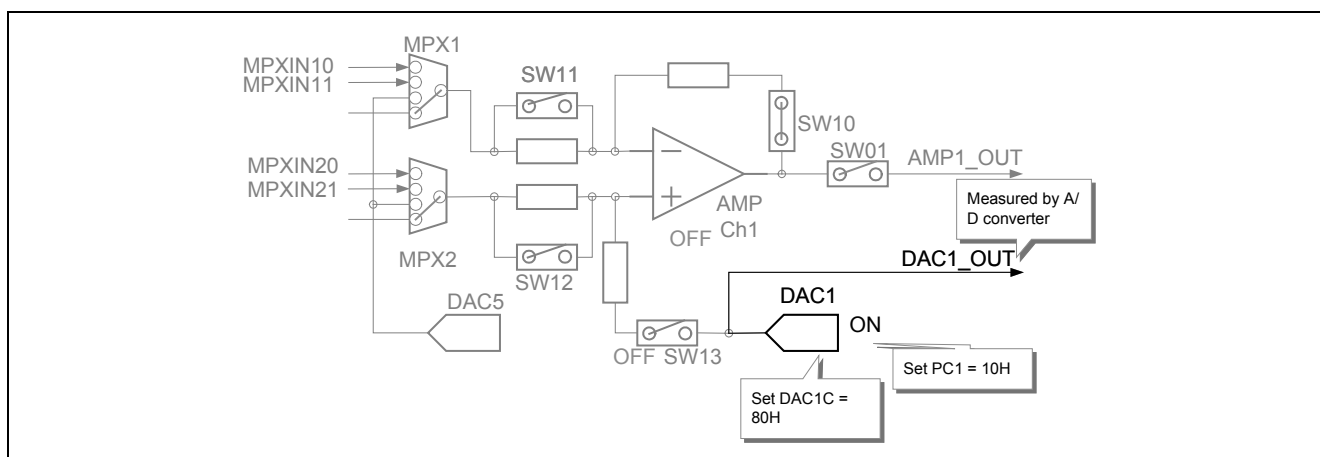 MPX1
MPXIN10
MPXIN11
SW11
SW10
SW01
AMP1_OUT
MPXIN20
MPXIN21
AMP
Ch1
OFF
MPX2
SW12
Measured by A/
D converter
DAC1_OUT
DAC5
DAC1
ON
OFF SW13
Set PC1 = 10H
Set DAC1C =
80H